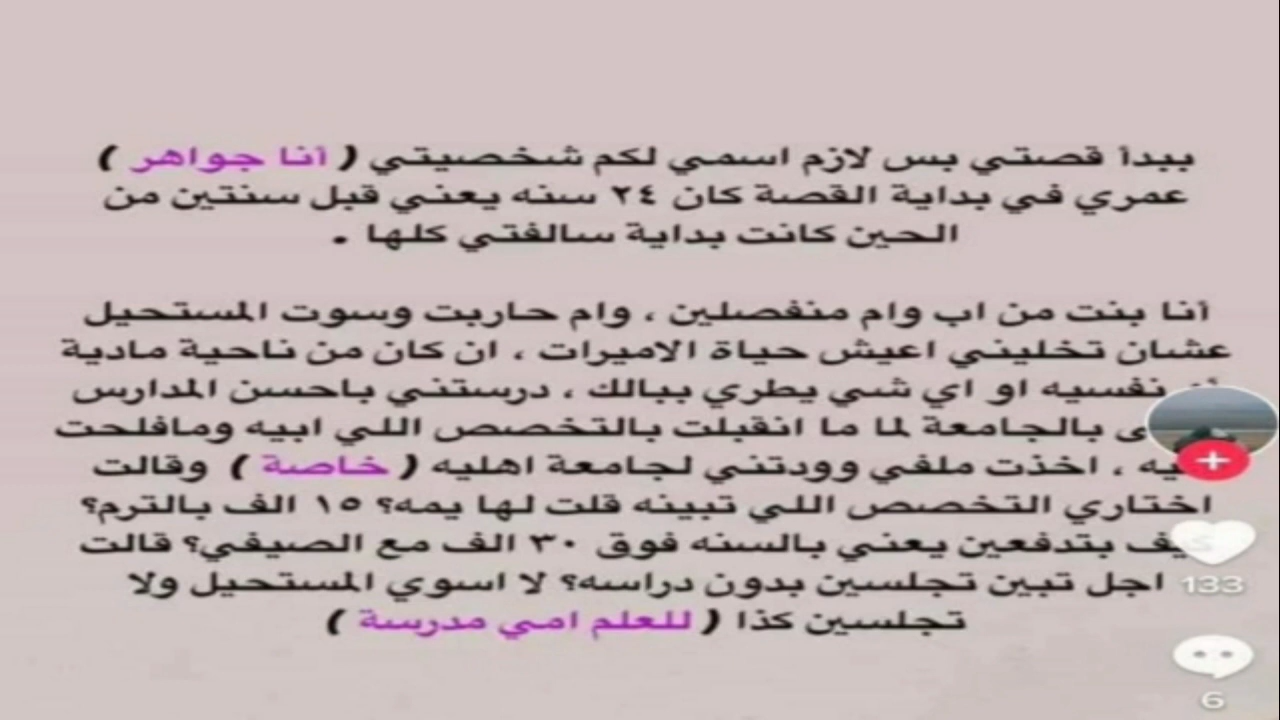 ببدأ قصتي بس لازم اسمي لكم شخصيتي ( أنا جواهر )
عمري في بداية القصة كان ٢٤ سنه يعني قبل سنتين من
الحين كانت بداية سالفتي كلها .
أنا بنت من اب وام منفصلين ، وام حاربت وسوت المستحيل
عشان تخليني اعيش حياة الاميرات ، ان كان من ناحية مادية
نفسيه او اي شي يطري ببالك ، درستني باحسن المدارس
بالجامعة لما ما انقبلت بالتخصص اللي ابيه ومافلحت
، اخذت ملفي وودتني لجامعة اهليه ( خاصة ) وقالت
اختاري التخصص اللي تبينه قلت لها يمه؟ ١٥ الف بالترم؟
كيف بتدفعين يعني بالسنه فوق ٣٠ الف مع الصيفي؟ قالت
اجل تبين تجلسين بدون دراسه؟ لا اسوي المستحيل ولا
تجلسين كذا ( للعلم امي مدرسة )
133
6